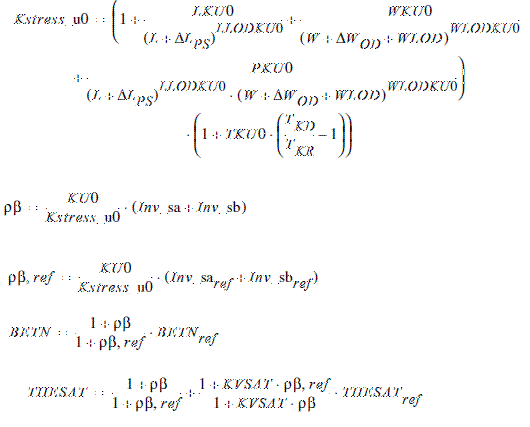 Kstress_u0 = ( 1 + LKU0 / (L + ΔL_PS)^LLODKU0 + WKU0 / (W + ΔW_OD + WLOD)^WLODKU0
+ PKU0 / ((L + ΔL_PS)^LLODKU0 · (W + ΔW_OD + WLOD)^WLODKU0) )
· ( 1 + TKU0 · ( T_KD / T_KR − 1 ) )
ρβ = KU0 / Kstress_u0 · (Inv_sa + Inv_sb)
ρβ, ref = KU0 / Kstress_u0 · (Inv_sa_ref + Inv_sb_ref)
BETN = (1 + ρβ) / (1 + ρβ, ref) · BETN_ref
THESAT = (1 + ρβ) / (1 + ρβ, ref) + (1 + KVSAT · ρβ, ref) / (1 + KVSAT · ρβ) · THESAT_ref